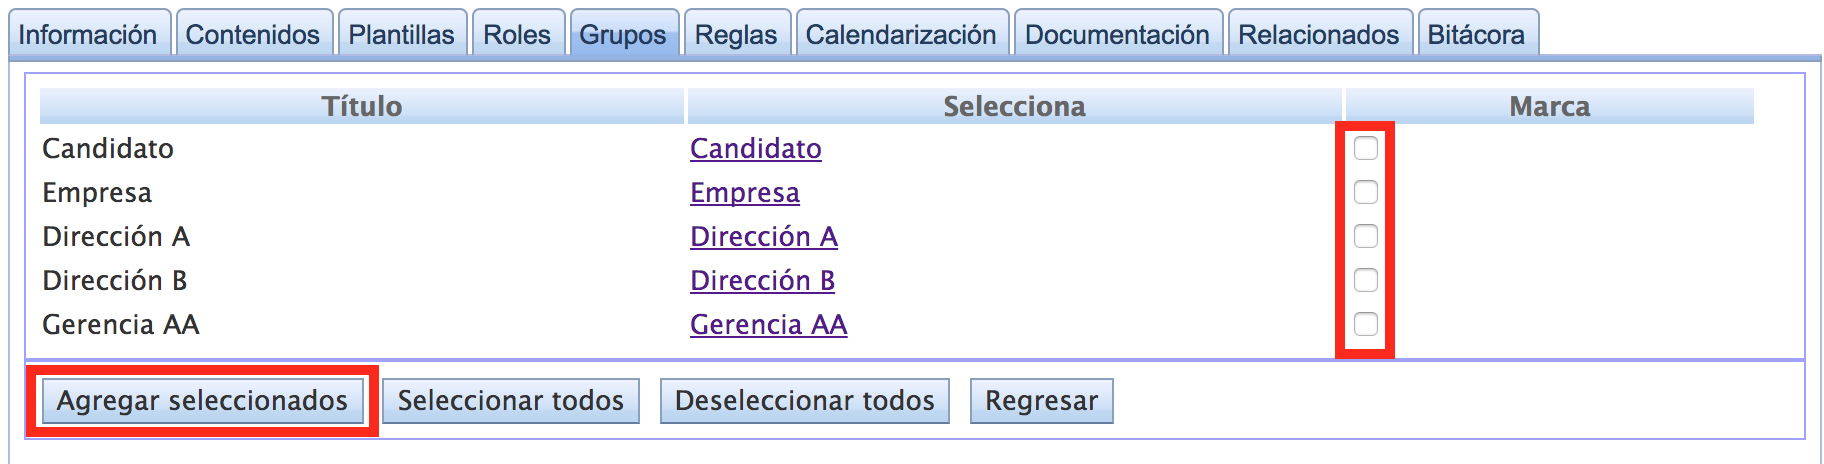 Información Contenidos Plantillas Roles Grupos Reglas Calendarización Documentación Relacionados Bitácora
Título Selecciona Marca
Candidato Candidato
Empresa Empresa
Dirección A Dirección A
Dirección B Dirección B
Gerencia AA Gerencia AA
Agregar seleccionados Seleccionar todos Deseleccionar todos Regresar